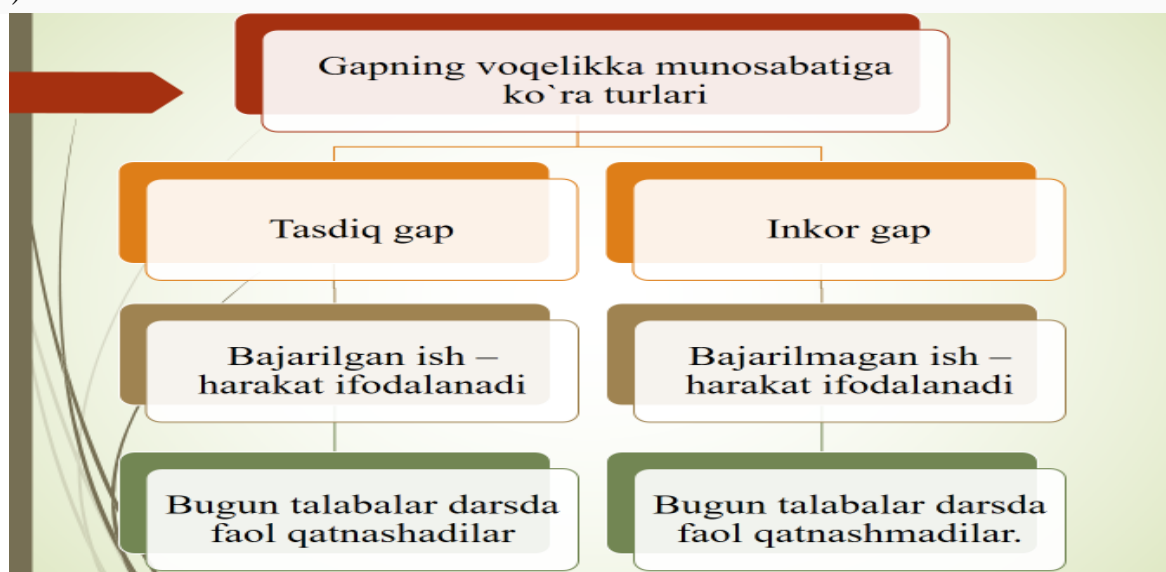 )
Gapning voqelikka munosabatiga
ko`ra turlari
Tasdiq gap
Inkor gap
Bajarilgan ish –
harakat ifodalanadi
Bajarilmagan ish –
harakat ifodalanadi
Bugun talabalar darsda
faol qatnashadilar
Bugun talabalar darsda
faol qatnashmadilar.